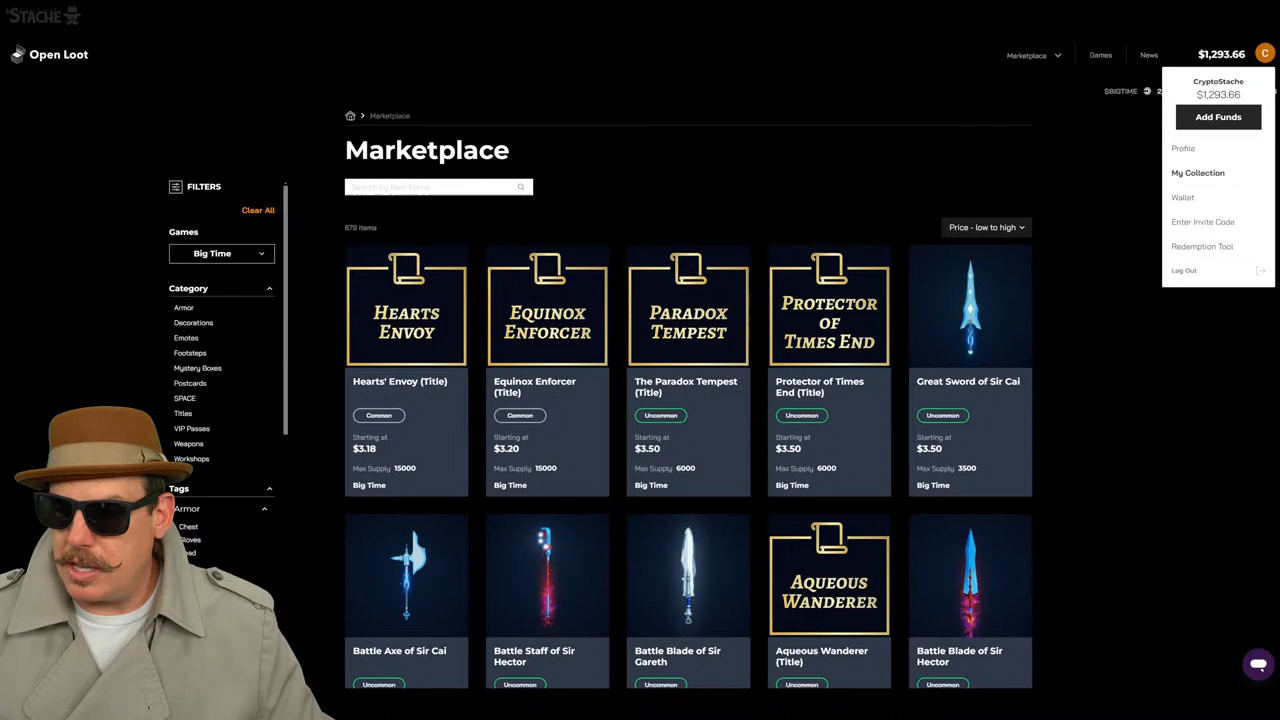 STACHE
Open Loot
Marketplace
Games
News
$1,293.66
C
CryptoStache
$1,293.66
Add Funds
Profile
My Collection
Wallet
Enter Invite Code
Redemption Tool
Log Out
$BIGTIME
2
Marketplace
Marketplace
Search by Item Name
FILTERS
Clear All
Games
Big Time
Category
Armor
Decorations
Emotes
Footsteps
Mystery Boxes
Postcards
SPACE
Titles
VIP Passes
Weapons
Workshops
Tags
Armor
Chest
679 Items
Price - low to high
HEARTS
ENVOY
Hearts' Envoy (Title)
Common
Starting at
$3.18
Max Supply 15000
Big Time
EQUINOX
ENFORCER
Equinox Enforcer
(Title)
Common
Starting at
$3.20
Max Supply 15000
Big Time
PARADOX
TEMPEST
The Paradox Tempest
(Title)
Uncommon
Starting at
$3.50
Max Supply 6000
Big Time
PROTECTOR
OF
TIMES END
Protector of Times
End (Title)
Uncommon
Starting at
$3.50
Max Supply 6000
Big Time
Great Sword of Sir Cai
Uncommon
Starting at
$3.50
Max Supply 3500
Big Time
Battle Axe of Sir Cai
Uncommon
Battle Staff of Sir
Hector
Uncommon
Battle Blade of Sir
Gareth
Uncommon
AQUEOUS
WANDERER
Aqueous Wanderer
(Title)
Uncommon
Battle Blade of Sir
Hector
Uncommon